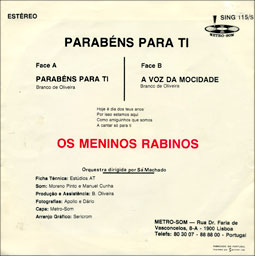 ESTÉREO
METRO-SOM
SING 115/S
PARABÉNS PARA TI
Face A
PARABÉNS PARA TI
Branco de Oliveira
Face B
A VOZ DA MOCIDADE
Branco de Oliveira
Hoje é dia dos teus anos
Por isso estamos aqui
Como amiguinhos que somos
A cantar só para ti
OS MENINOS RABINOS
Orquestra dirigida por Sá Machado
Ficha Técnica: Estúdios AT
Som: Moreno Pinto e Manuel Cunha
Produção e Assistência: B. Oliveira
Fotografias: Apolo e Dário
Capa: Metro-Som
Arranjo Gráfico: Sericrom
METRO-SOM — Rua Dr. Faria de
Vasconcelos, 8-A - 1900 Lisboa
Telefs: 80 30 07 - 88 88 00 - Portugal